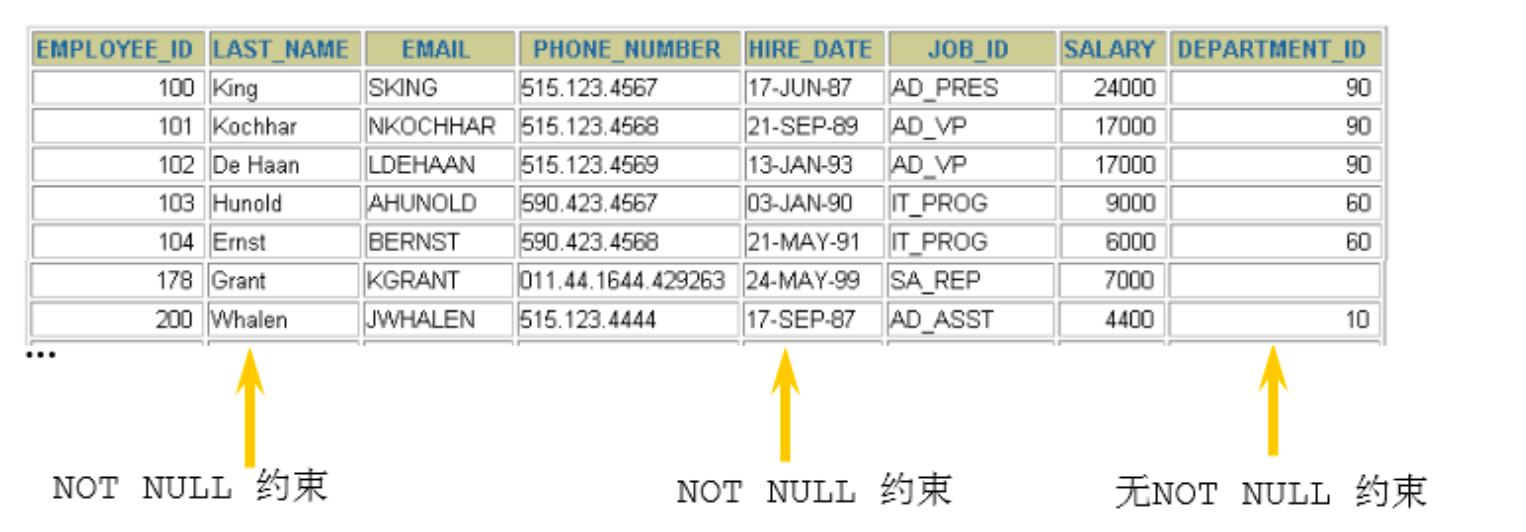 EMPLOYEE_ID LAST_NAME EMAIL PHONE_NUMBER HIRE_DATE JOB_ID SALARY DEPARTMENT_ID
100 King SKING 515.123.4567 17-JUN-87 AD_PRES 24000 90
101 Kochhar NKOCHHAR 515.123.4568 21-SEP-89 AD_VP 17000 90
102 De Haan LDEHAAN 515.123.4569 13-JAN-93 AD_VP 17000 90
103 Hunold AHUNOLD 590.423.4567 03-JAN-90 IT_PROG 9000 60
104 Ernst BERNST 590.423.4568 21-MAY-91 IT_PROG 6000 60
178 Grant KGRANT 011.44.1644.429263 24-MAY-99 SA_REP 7000
200 Whalen JWHALEN 515.123.4444 17-SEP-87 AD_ASST 4400 10
...
NOT NULL 约束 NOT NULL 约束 无NOT NULL 约束